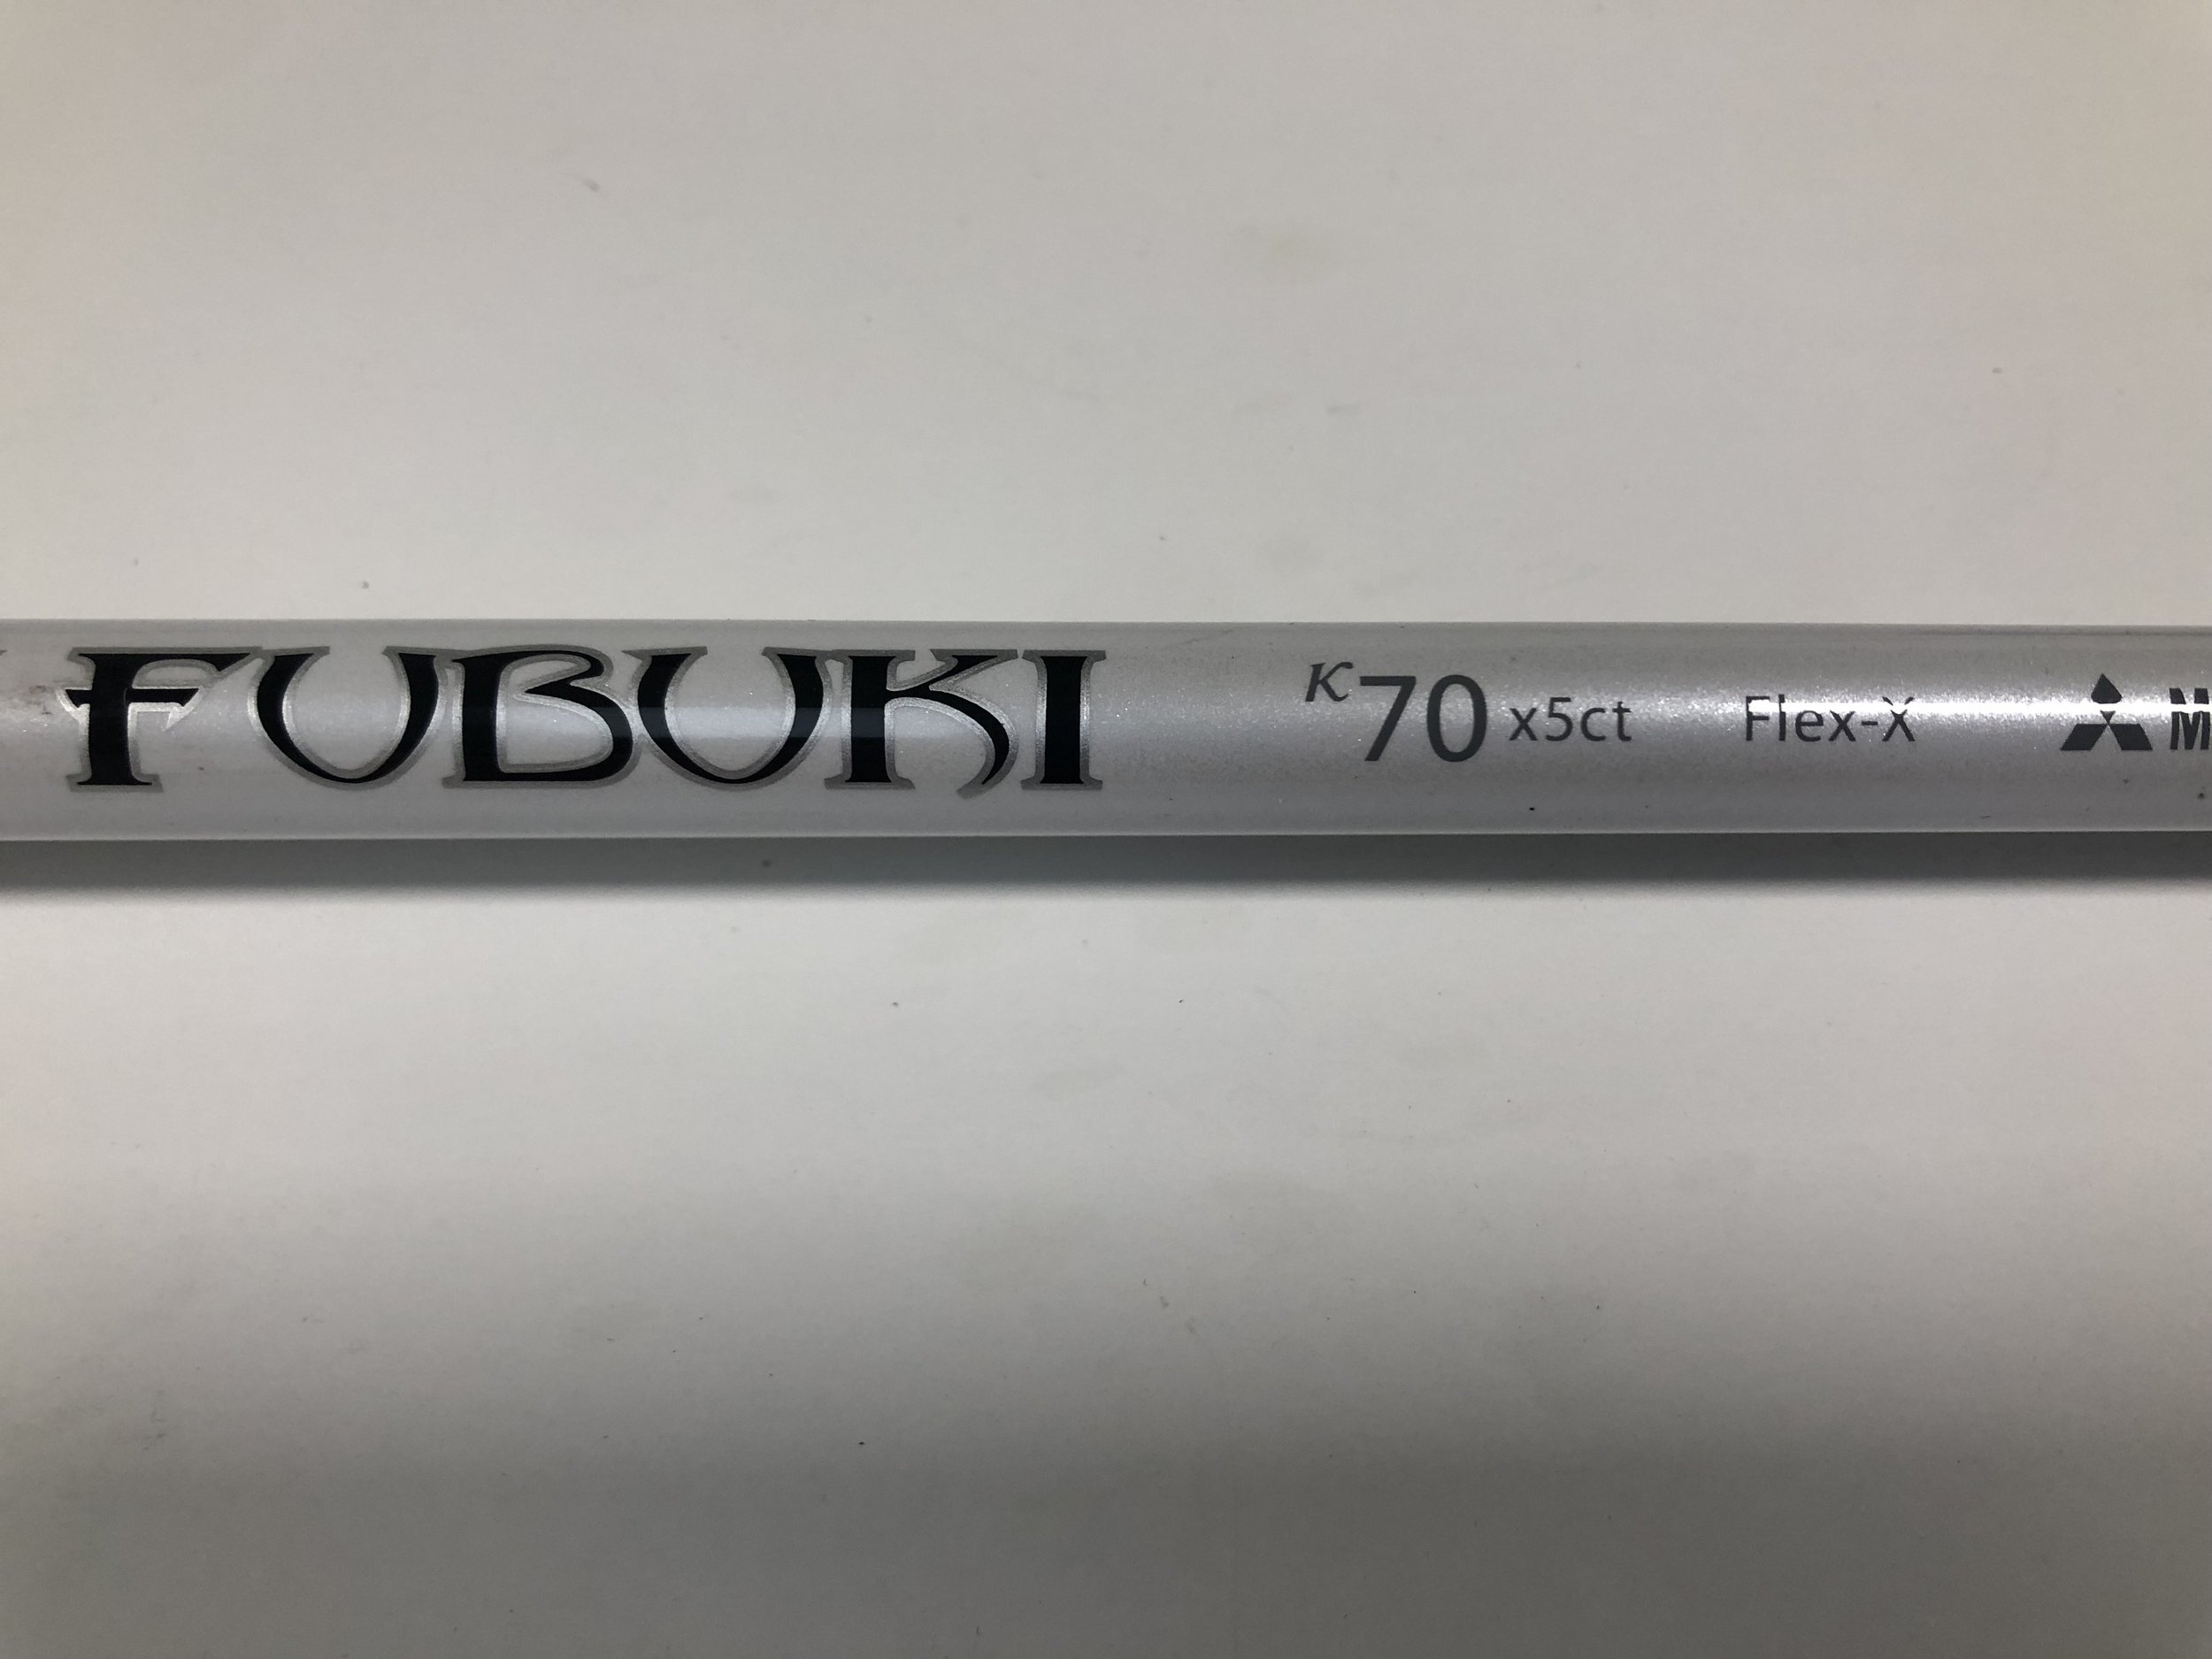 FUBUKI K70 x5ct Flex-X M